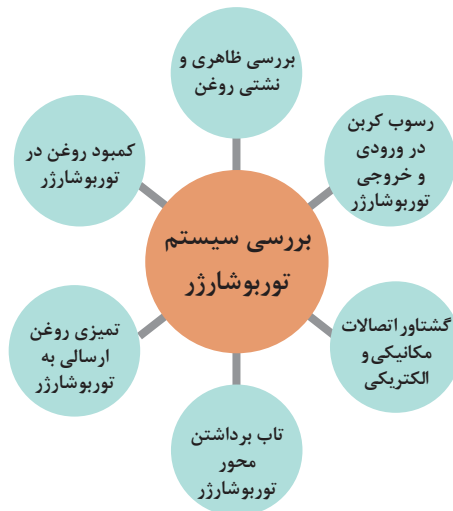 بررسی ظاهری و
نشتی روغن
رسوب کربن
در ورودی
و خروجی
توربوشارژر
گشتاور اتصالات
مکانیکی و
الکتریکی
تاب برداشتن
محور
توربوشارژر
تمیزی روغن
ارسالی به
توربوشارژر
کمبود روغن در
توربوشارژر
بررسی سیستم
توربوشارژر